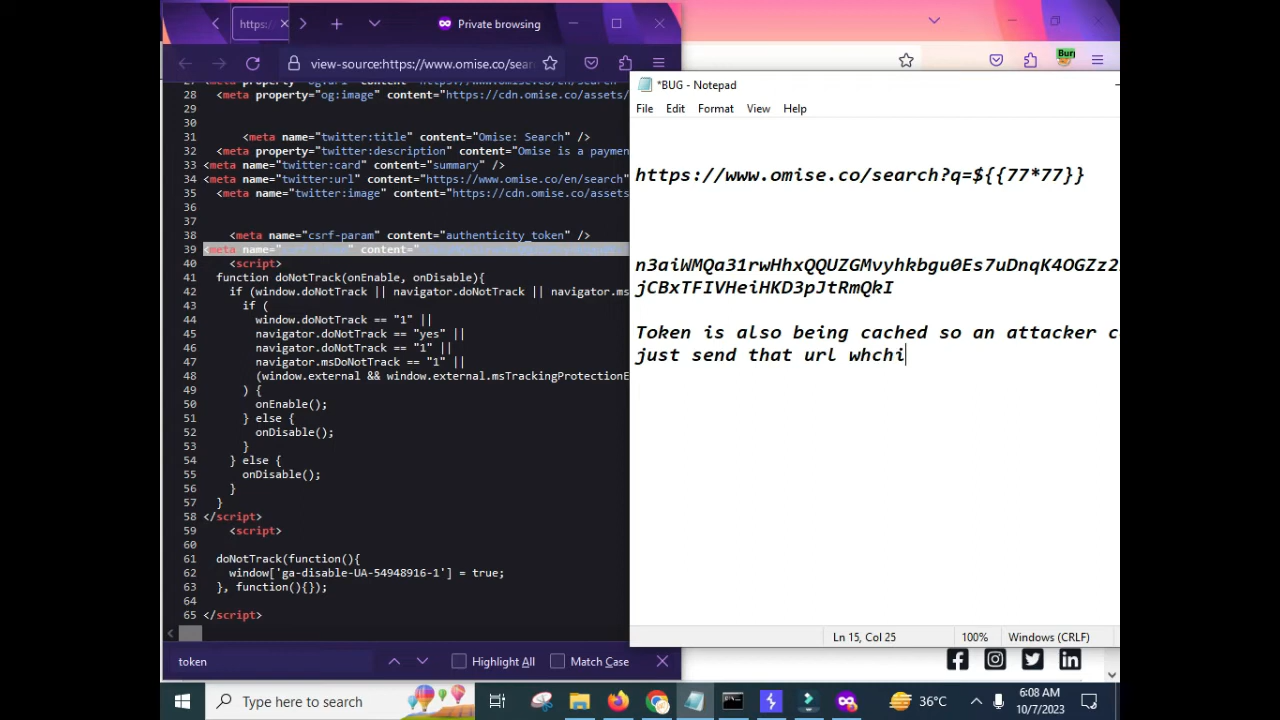 https:/
Private browsing
view-source:https://www.omise.co/sear
28 <meta property="og:image" content="https://cdn.omise.co/assets/
29
30
31 <meta name="twitter:title" content="Omise: Search" />
32 <meta property="twitter:description" content="Omise is a paymen
33 <meta name="twitter:card" content="summary" />
34 <meta name="twitter:url" content="https://www.omise.co/en/search
35 <meta name="twitter:image" content="https://cdn.omise.co/assets
36
37
38 <meta name="csrf-param" content="authenticity_token" />
39 <meta name=" " content="
40 <script>
41 function doNotTrack(onEnable, onDisable){
42 if (window.doNotTrack || navigator.doNotTrack || navigator.ms
43 if (
44 window.doNotTrack == "1" ||
45 navigator.doNotTrack == "yes" ||
46 navigator.doNotTrack == "1" ||
47 navigator.msDoNotTrack == "1" ||
48 (window.external && window.external.msTrackingProtectionE
49 ) {
50 onEnable();
51 } else {
52 onDisable();
53 }
54 } else {
55 onDisable();
56 }
57 }
58 </script>
59 <script>
60
61 doNotTrack(function(){
62 window['ga-disable-UA-54948916-1'] = true;
63 }, function(){});
64
65 </script>
token
Highlight All
Match Case
Bur
*BUG - Notepad
File Edit Format View Help
https://www.omise.co/search?q=${{77*77}}
n3aiWMQa31rwHhxQQUZGMvyhkbgu0Es7uDnqK4OGZz2
jCBxTFIVHeiHKD3pJtRmQkI
Token is also being cached so an attacker c
just send that url whchi
Ln 15, Col 25 100% Windows (CRLF)
Type here to search
36°C
6:08 AM
10/7/2023